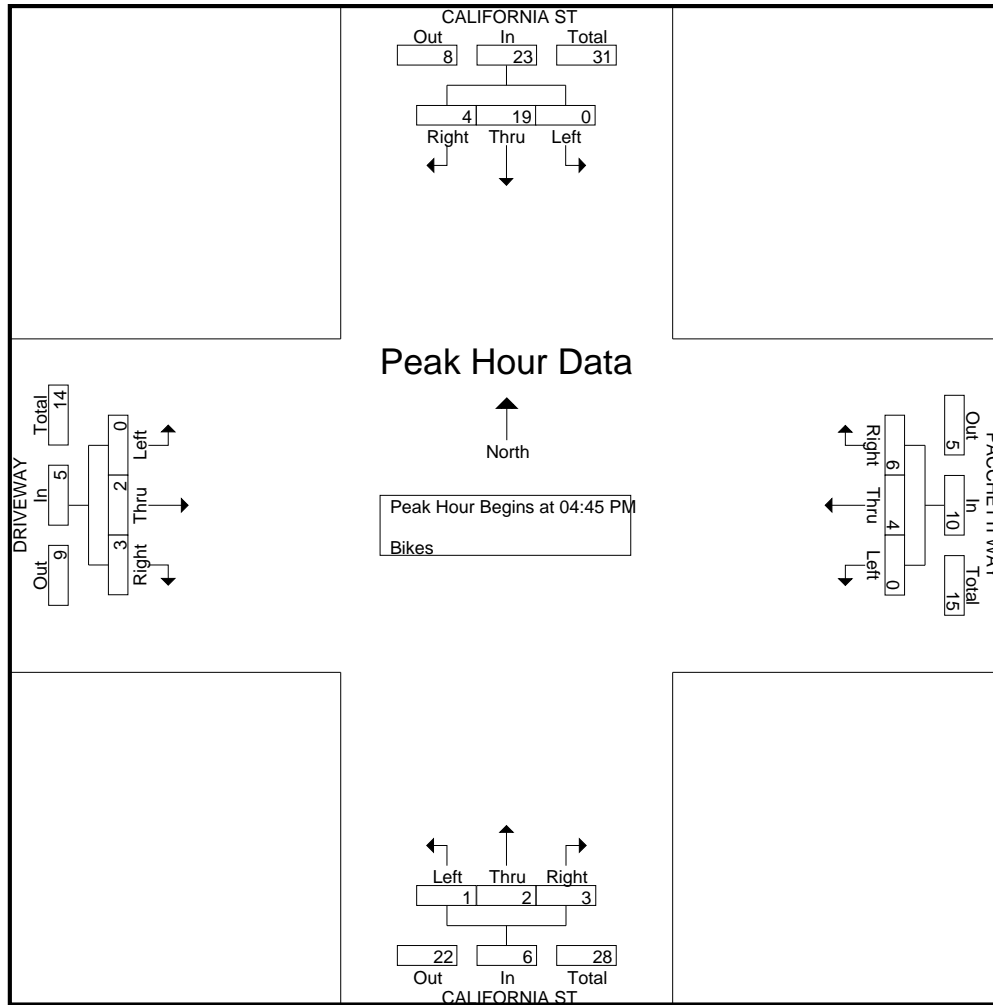 CALIFORNIA ST
Out In Total
8 23 31
4 19 0
Right Thru Left
Peak Hour Data
North
Peak Hour Begins at 04:45 PM
Bikes
DRIVEWAY
Out In Total
9 5 14
0 2 3
Left Thru Right
Out In Total
5 10 15
6 4 0
Right Thru Left
Left Thru Right
1 2 3
22 6 28
Out In Total
CALIFORNIA ST